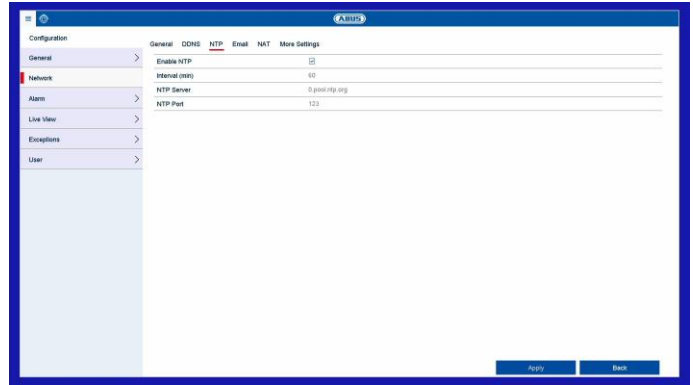 ABUS
Configuration
General DDNS NTP Email NAT More Settings
General
Enable NTP
Interval (min) 60
Network
NTP Server 0.pool.ntp.org
NTP Port 123
Alarm
Live View
Exceptions
User
Apply Back